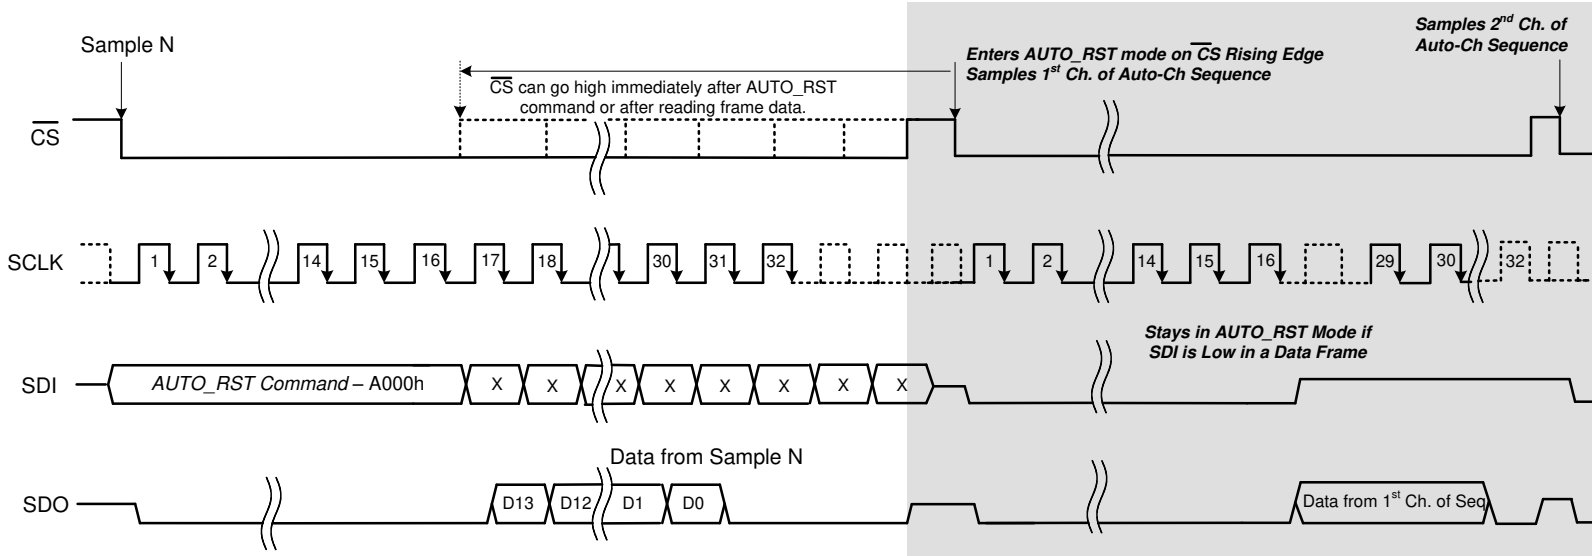 Sample N
Enters AUTO_RST mode on CS Rising Edge
Samples 1st Ch. of Auto-Ch Sequence
Samples 2nd Ch. of
Auto-Ch Sequence
CS can go high immediately after AUTO_RST
command or after reading frame data.
CS
SCLK
1 2 14 15 16 17 18 30 31 32 1 2 14 15 16 29 30 32
Stays in AUTO_RST Mode if
SDI is Low in a Data Frame
SDI
AUTO_RST Command – A000h
X X X X X X X X
Data from Sample N
SDO
D13 D12 D1 D0
Data from 1st Ch. of Seq